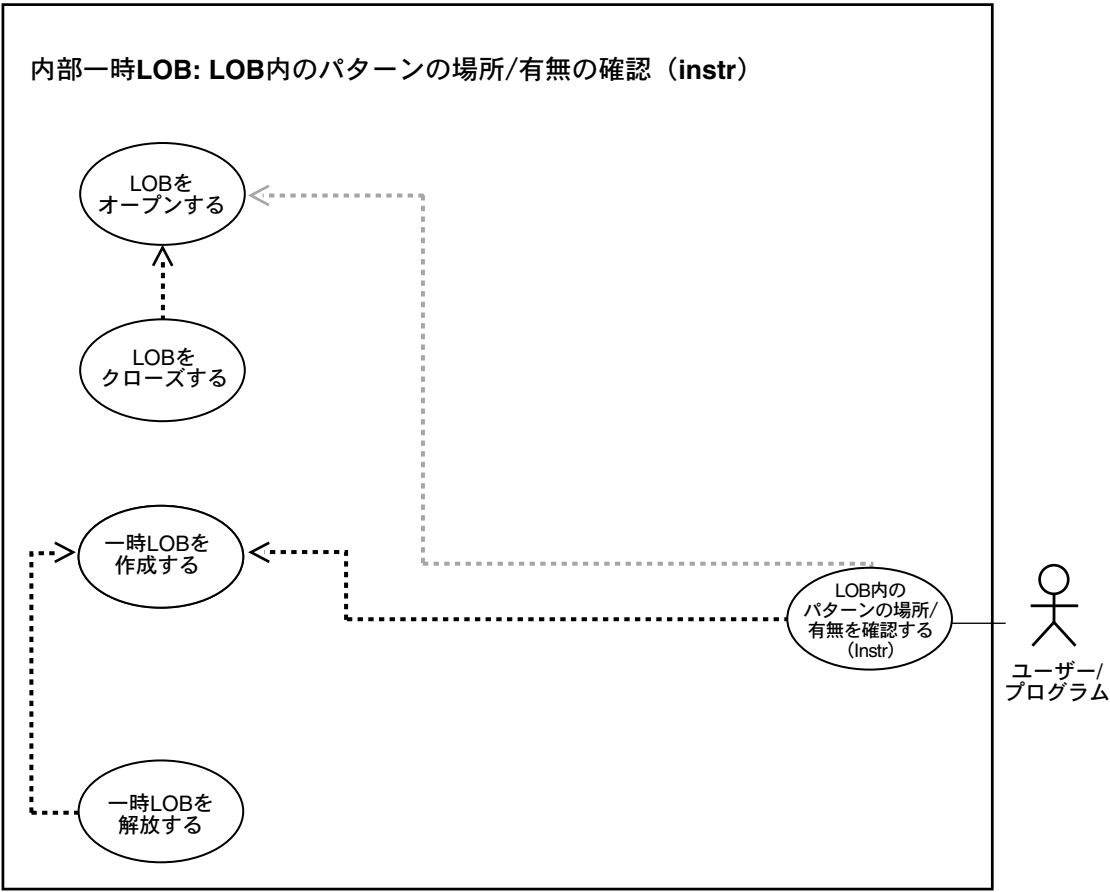 内部一時LOB: LOB内のパターンの場所/有無の確認（instr）
LOBを
オープンする
LOBを
クローズする
一時LOBを
作成する
LOB内の
パターンの場所/
有無を確認する
（Instr）
ユーザー/
プログラム
一時LOBを
解放する